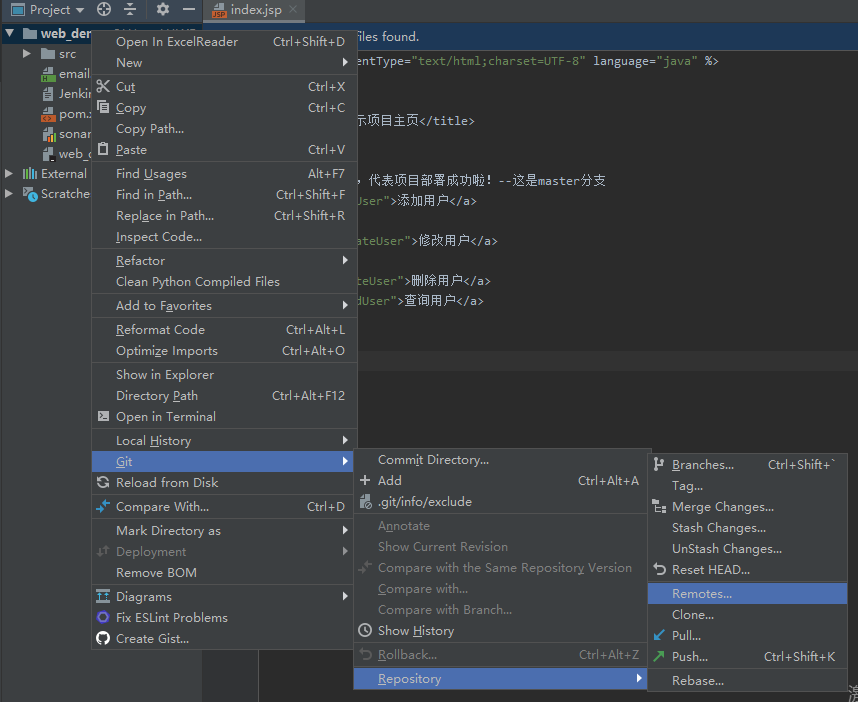 Project
index.jsp
web_der
src
email
Jenkin
pom.
sonar
web_
External
Scratche
files found.
entType="text/html;charset=UTF-8" language="java" %>
示项目主页</title>
，代表项目部署成功啦！--这是master分支
User">添加用户</a>
ateUser">修改用户</a>
teUser">删除用户</a>
dUser">查询用户</a>
Open In ExcelReader Ctrl+Shift+D
New
Cut Ctrl+X
Copy Ctrl+C
Copy Path...
Paste Ctrl+V
Find Usages Alt+F7
Find in Path... Ctrl+Shift+F
Replace in Path... Ctrl+Shift+R
Inspect Code...
Refactor
Clean Python Compiled Files
Add to Favorites
Reformat Code Ctrl+Alt+L
Optimize Imports Ctrl+Alt+O
Show in Explorer
Directory Path Ctrl+Alt+F12
Open in Terminal
Local History
Git
Reload from Disk
Compare With... Ctrl+D
Mark Directory as
Deployment
Remove BOM
Diagrams
Fix ESLint Problems
Create Gist...
Commit Directory...
Add Ctrl+Alt+A
.git/info/exclude
Annotate
Show Current Revision
Compare with the Same Repository Version
Compare with...
Compare with Branch...
Show History
Rollback... Ctrl+Alt+Z
Repository
Branches... Ctrl+Shift+`
Tag...
Merge Changes...
Stash Changes...
UnStash Changes...
Reset HEAD...
Remotes...
Clone...
Pull...
Push... Ctrl+Shift+K
Rebase...